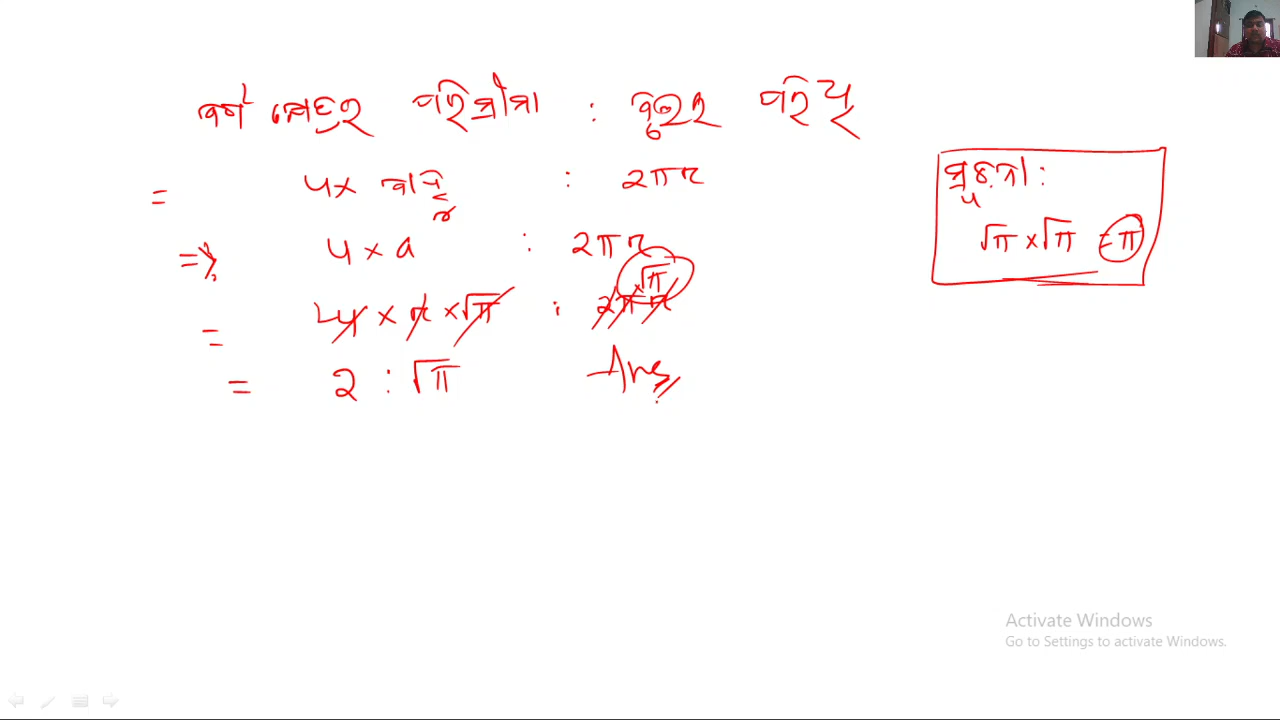 ବର୍ଗ କ୍ଷେତ୍ରର ପରିସୀମା : ବୃତ୍ତର ପରିଧି
= 4 × ବାହୁ : 2πr
=> 4 × a : 2πr
= 4 × r × √π : 2πr √π
= 2 : √π Ans
ସୂଚନା :
√π × √π = π
Activate Windows
Go to Settings to activate Windows.